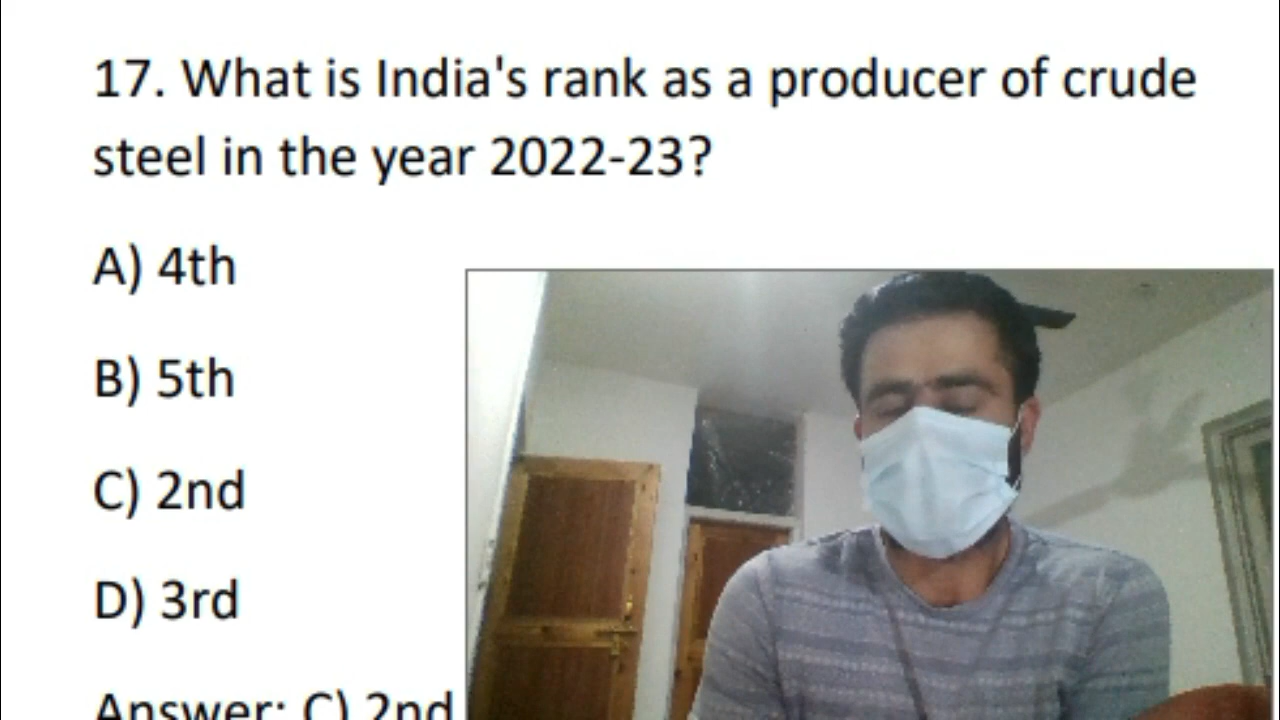 17. What is India's rank as a producer of crude
steel in the year 2022-23?
A) 4th
B) 5th
C) 2nd
D) 3rd
Answer: C) 2nd